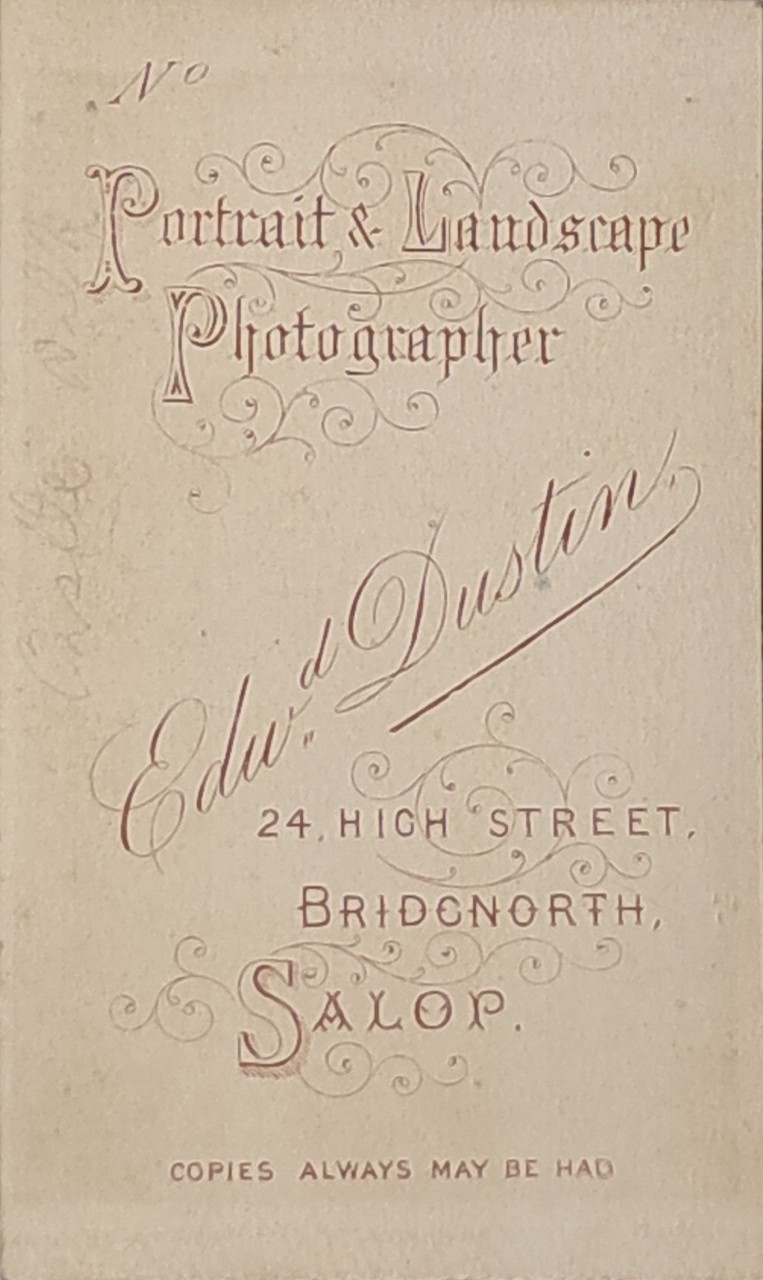 No
Portrait & Landscape
Photographer
Edwd. Dustin,
24, HIGH STREET,
BRIDGNORTH,
SALOP.
COPIES ALWAYS MAY BE HAD